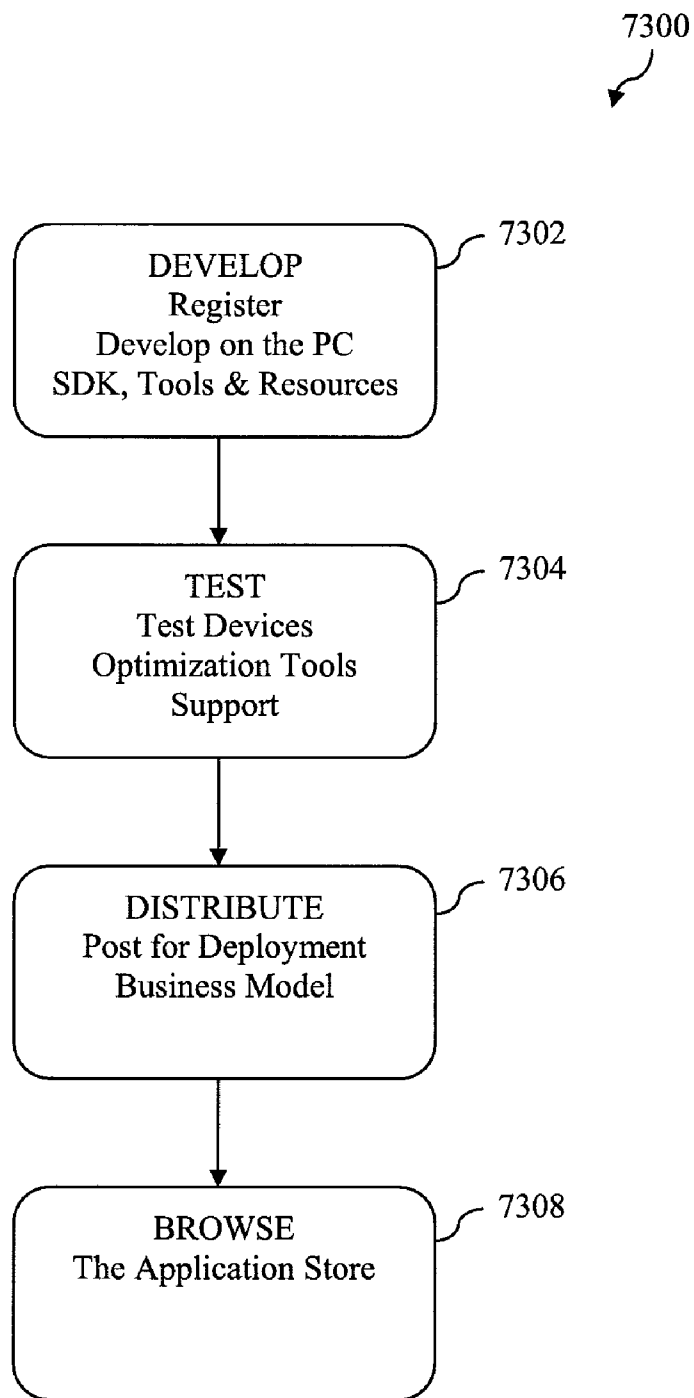 7300
7302
DEVELOP
Register
Develop on the PC
SDK, Tools & Resources
7304
TEST
Test Devices
Optimization Tools
Support
7306
DISTRIBUTE
Post for Deployment
Business Model
7308
BROWSE
The Application Store